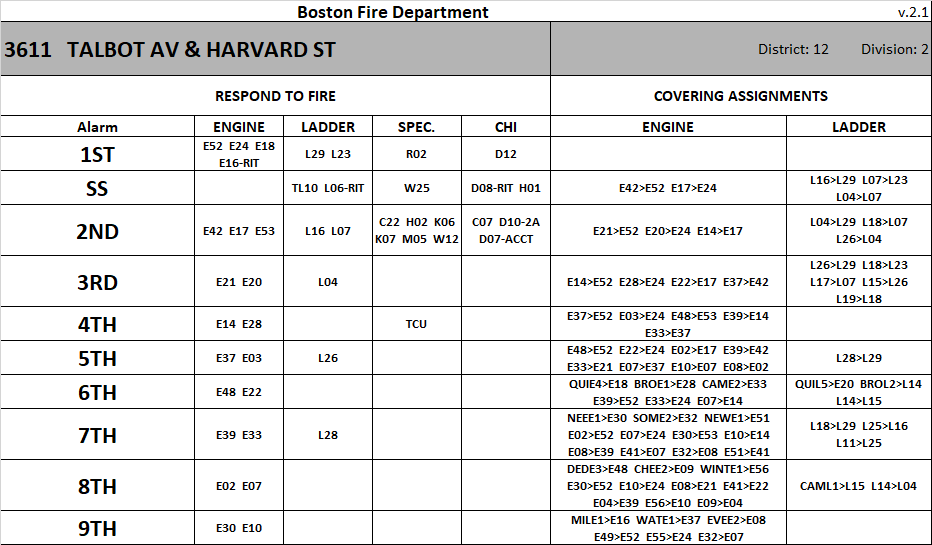 Boston Fire Department v.2.1
3611 TALBOT AV & HARVARD ST District: 12 Division: 2
RESPOND TO FIRE COVERING ASSIGNMENTS
Alarm ENGINE LADDER SPEC. CHI ENGINE LADDER
1ST
E52 E24 E18
E16-RIT
L29 L23
R02
D12
SS
TL10 L06-RIT
W25
D08-RIT H01
E42>E52 E17>E24
L16>L29 L07>L23
L04>L07
2ND
E42 E17 E53
L16 L07
C22 H02 K06
K07 M05 W12
C07 D10-2A
D07-ACCT
E21>E52 E20>E24 E14>E17
L04>L29 L18>L07
L26>L04
3RD
E21 E20
L04
E14>E52 E28>E24 E22>E17 E37>E42
L26>L29 L18>L23
L17>L07 L15>L26
L19>L18
4TH
E14 E28
TCU
E37>E52 E03>E24 E48>E53 E39>E14
E33>E37
5TH
E37 E03
L26
E48>E52 E22>E24 E02>E17 E39>E42
E33>E21 E07>E37 E10>E07 E08>E02
L28>L29
6TH
E48 E22
QUIE4>E18 BROE1>E28 CAME2>E33
E39>E52 E33>E24 E07>E14
QUIL5>E20 BROL2>L14
L14>L15
7TH
E39 E33
L28
NEEE1>E30 SOME2>E32 NEWE1>E51
E02>E52 E07>E24 E30>E53 E10>E14
E08>E39 E41>E07 E32>E08 E51>E41
L18>L29 L25>L16
L11>L25
8TH
E02 E07
DEDE3>E48 CHEE2>E09 WINTE1>E56
E30>E52 E10>E24 E08>E21 E41>E22
E04>E39 E56>E10 E09>E04
CAML1>L15 L14>L04
9TH
E30 E10
MILE1>E16 WATE1>E37 EVEE2>E08
E49>E52 E55>E24 E32>E07